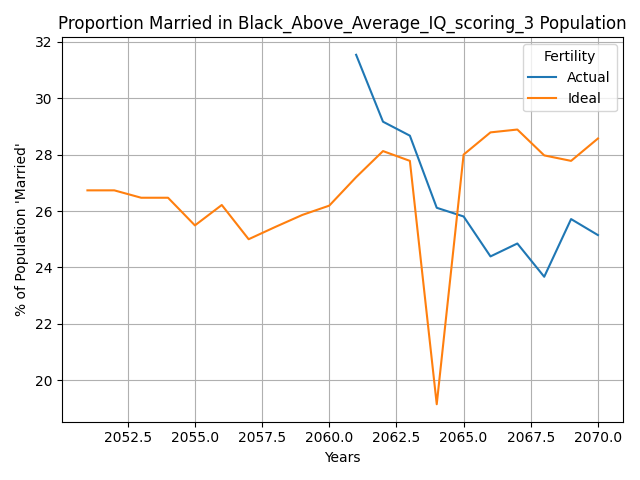 Proportion Married in Black_Above_Average_IQ_scoring_3 Population
Fertility
Actual
Ideal
% of Population 'Married'
32
30
28
26
24
22
20
2052.5 2055.0 2057.5 2060.0 2062.5 2065.0 2067.5 2070.0
Years